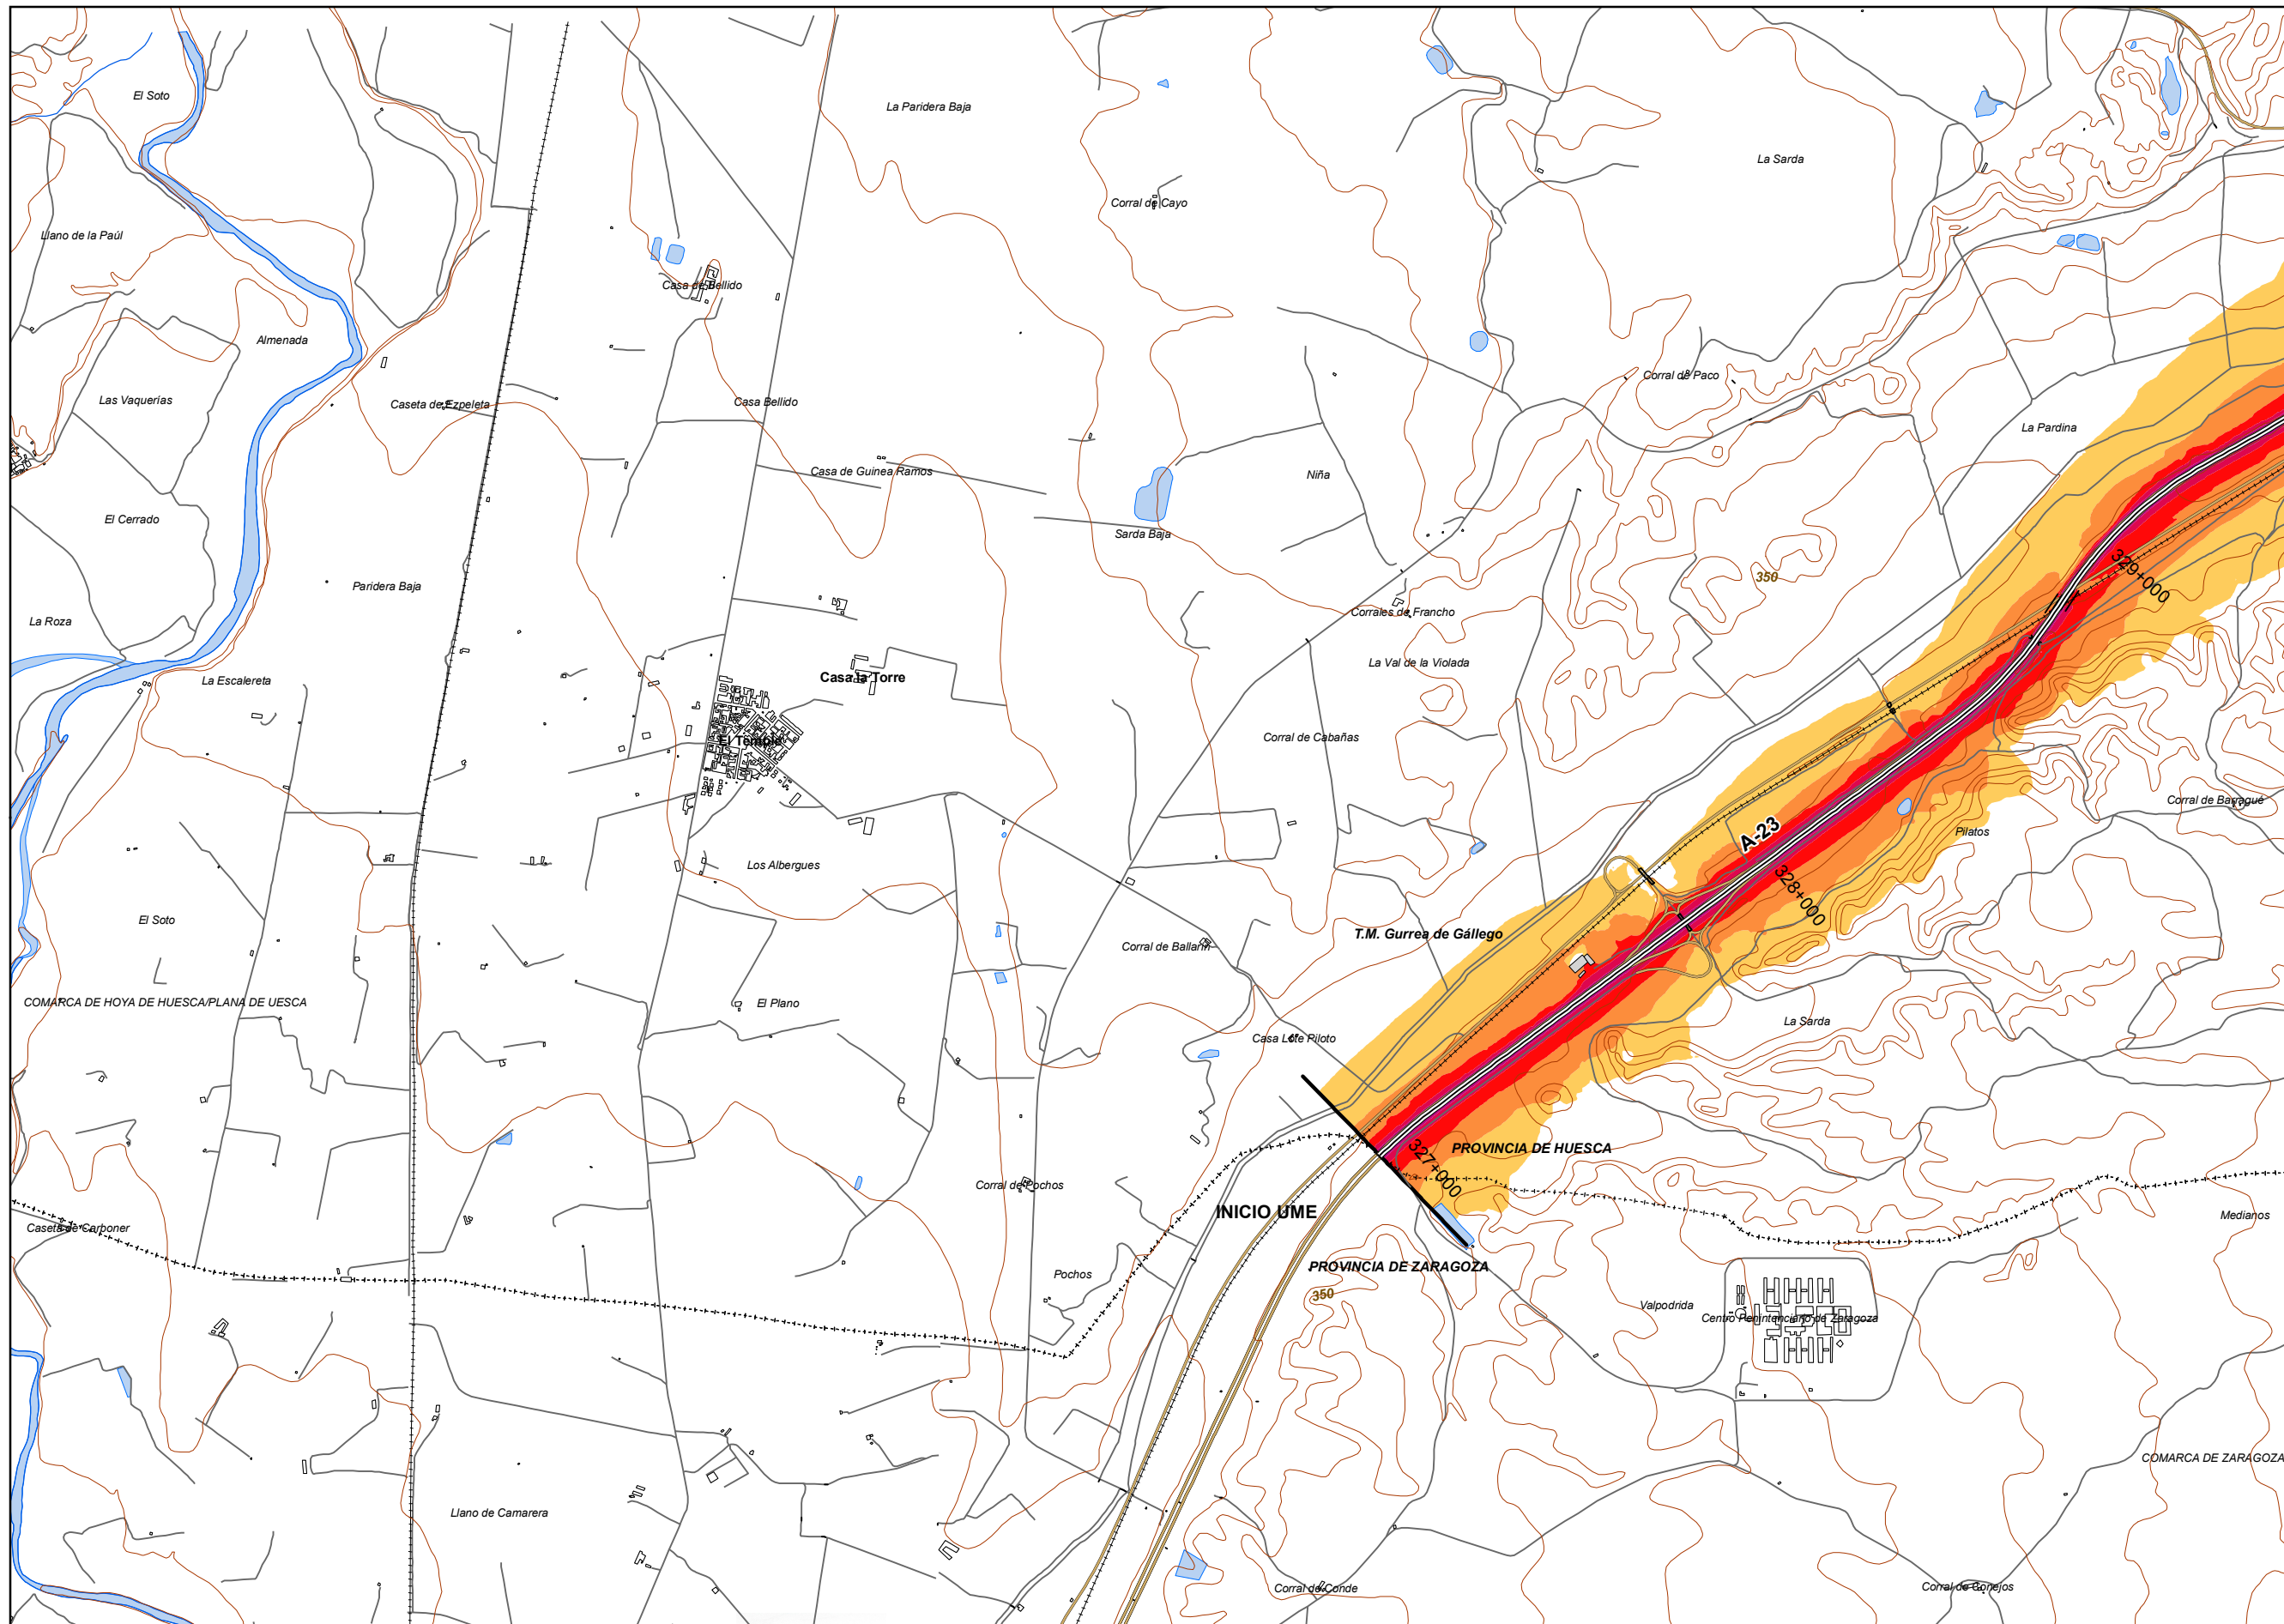 El Soto
La Paridera Baja
La Sarda
Corral de Cayo
Llano de la Paúl
Casa de Bellido
Almenada
Corral de Paco
Las Vaquerías
Caseta de Ezpeleta
Casa Bellido
La Pardina
Casa de Guinea Ramos
Niña
El Cerrado
Sarda Baja
329+000
350
Paridera Baja
Corrales de Francho
La Roza
La Val de la Violada
La Escalereta
Casa la Torre
El Temple
Corral de Cabañas
Corral de Barragué
A-23
Pilatos
Los Albergues
328+000
El Soto
T.M. Gurrea de Gállego
Corral de Ballarín
COMARCA DE HOYA DE HUESCA/PLANA DE UESCA
El Plano
La Sarda
Casa Lote Piloto
327+000
PROVINCIA DE HUESCA
Corral de Pochos
INICIO UME
Medianos
Caseta de Carboner
PROVINCIA DE ZARAGOZA
Pochos
350
Valpodrida
Centro Penintenciario de Zaragoza
COMARCA DE ZARAGOZA
Llano de Camarera
Corral de Conde
Corral de Conejos